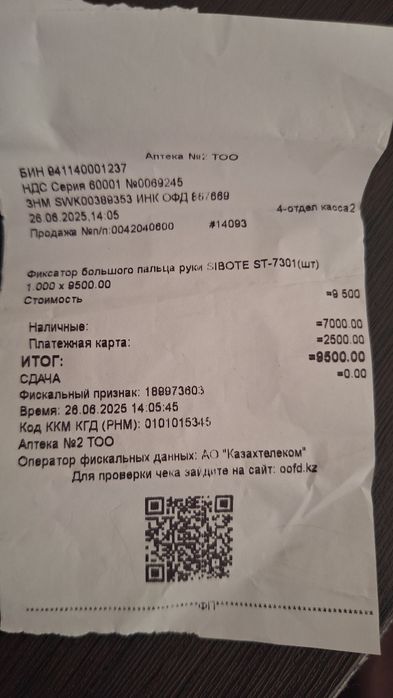 Аптека №2 ТОО
БИН 941140001237
НДС Серия 60001 №0069245
ЗНМ SWK00389353 ИНК ОФД 667669
26.06.2025,14:05 4-отдел касса2
Продажа №п/п:0042040600 #14093
Фиксатор большого пальца руки SIBOTE ST-7301(шт)
1.000 x 9500.00
Стоимость =9 500
Наличные: =7000.00
Платежная карта: =2500.00
ИТОГ: =9500.00
СДАЧА =0.00
Фискальный признак: 189973603
Время: 26.06.2025 14:05:45
Код ККМ КГД (РНМ): 0101015345
Аптека №2 ТОО
Оператор фискальных данных: АО "Казахтелеком"
Для проверки чека зайдите на сайт: oofd.kz
ФП